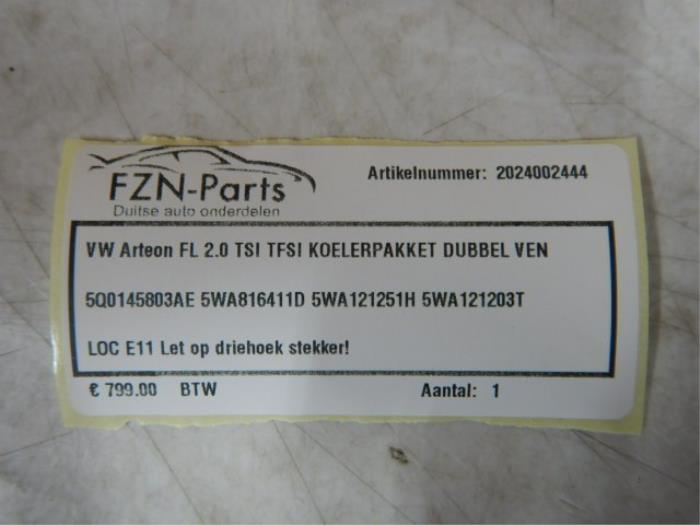 FZN-Parts
Duitse auto onderdelen
Artikelnummer: 2024002444
VW Arteon FL 2.0 TSI TFSI KOELERPAKKET DUBBEL VEN
5Q0145803AE 5WA816411D 5WA121251H 5WA121203T
LOC E11 Let op driehoek stekker!
€ 799.00 BTW Aantal: 1